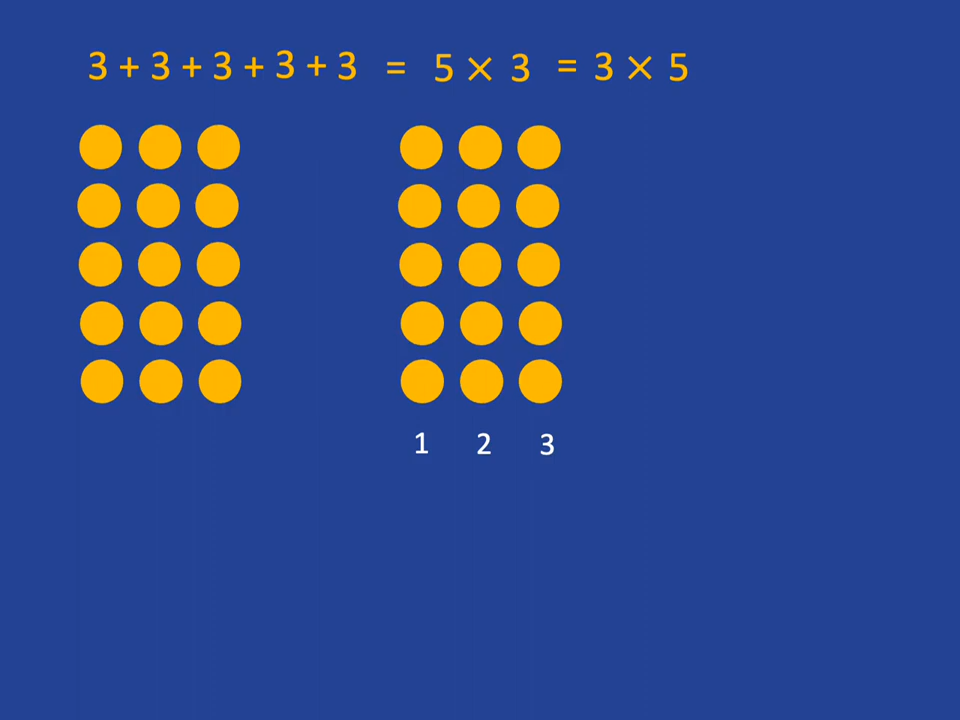 3 + 3 + 3 + 3 + 3 = 5 × 3 = 3 × 5
1 2 3